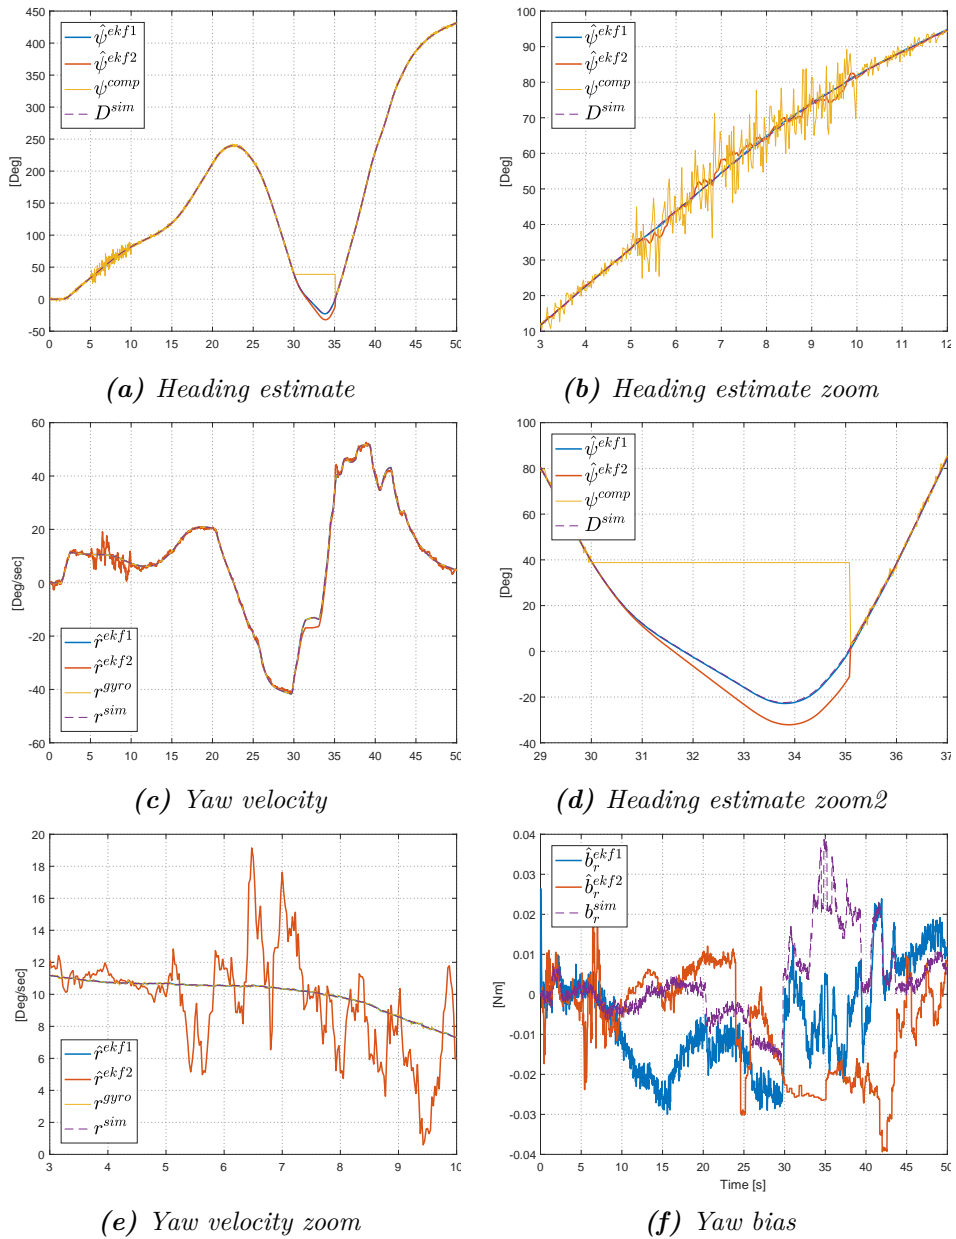 450
400
350
300
250
200
150
100
50
0
-50
[Deg]
ψ̂^ekf1
ψ̂^ekf2
ψ^comp
D^sim
0 5 10 15 20 25 30 35 40 45 50
(a) Heading estimate
100
90
80
70
60
50
40
30
20
10
[Deg]
ψ̂^ekf1
ψ̂^ekf2
ψ^comp
D^sim
3 4 5 6 7 8 9 10 11 12
(b) Heading estimate zoom
60
40
20
0
-20
-40
-60
[Deg/sec]
r̂^ekf1
r̂^ekf2
r^gyro
r^sim
0 5 10 15 20 25 30 35 40 45 50
(c) Yaw velocity
100
80
60
40
20
0
-20
-40
[Deg]
ψ̂^ekf1
ψ̂^ekf2
ψ^comp
D^sim
29 30 31 32 33 34 35 36 37
(d) Heading estimate zoom2
20
18
16
14
12
10
8
6
4
2
0
[Deg/sec]
r̂^ekf1
r̂^ekf2
r^gyro
r^sim
3 4 5 6 7 8 9 10
(e) Yaw velocity zoom
0.04
0.03
0.02
0.01
0
-0.01
-0.02
-0.03
-0.04
[Nm]
b̂_r^ekf1
b̂_r^ekf2
b_r^sim
0 5 10 15 20 25 30 35 40 45 50
Time [s]
(f) Yaw bias